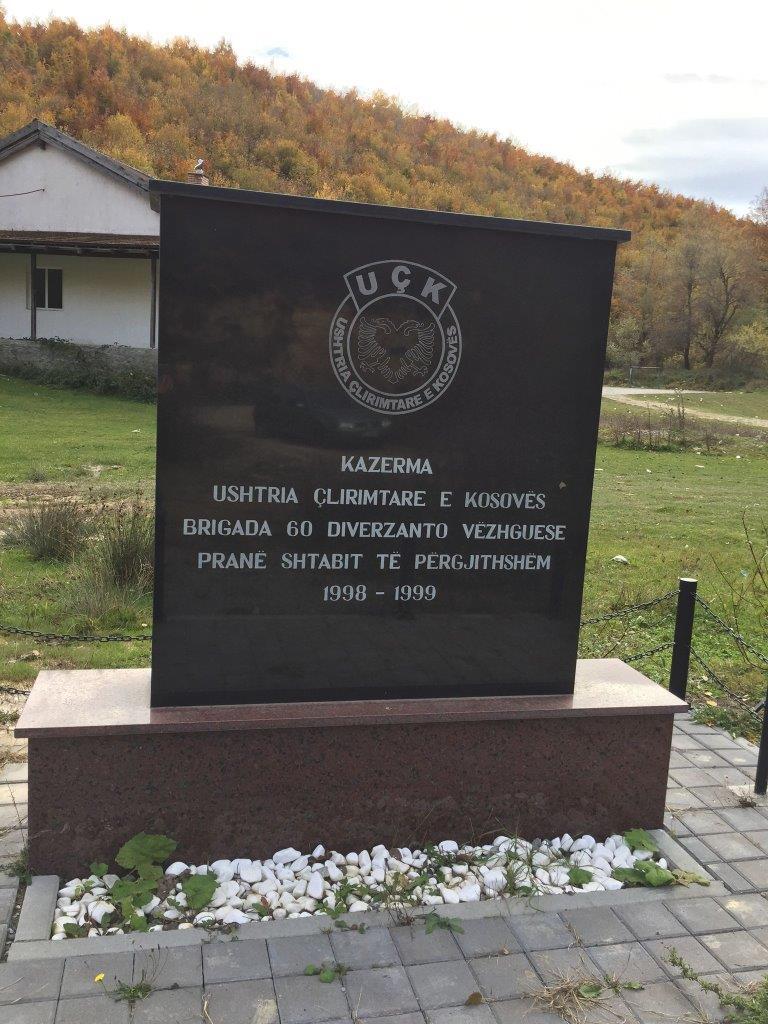 UÇK
USHTRIA ÇLIRIMTARE E KOSOVËS
KAZERMA
USHTRIA ÇLIRIMTARE E KOSOVËS
BRIGADA 60 DIVERZANTO VËZHGUESE
PRANË SHTABIT TË PËRGJITHSHËM
1998 - 1999